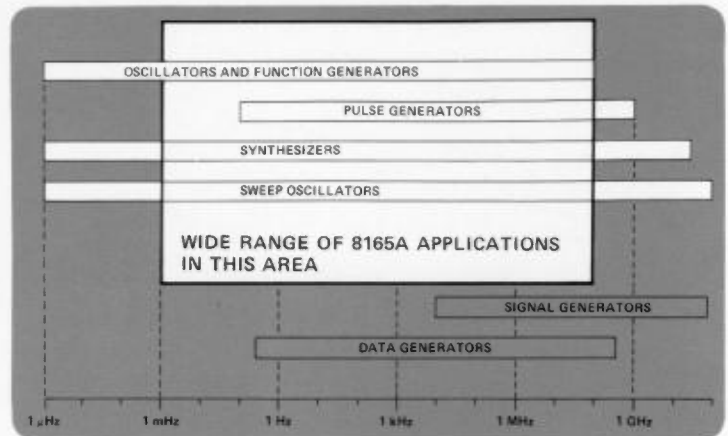 OSCILLATORS AND FUNCTION GENERATORS
PULSE GENERATORS
SYNTHESIZERS
SWEEP OSCILLATORS
WIDE RANGE OF 8165A APPLICATIONS
IN THIS AREA
SIGNAL GENERATORS
DATA GENERATORS
1 µHz 1 mHz 1 Hz 1 kHz 1 MHz 1 GHz